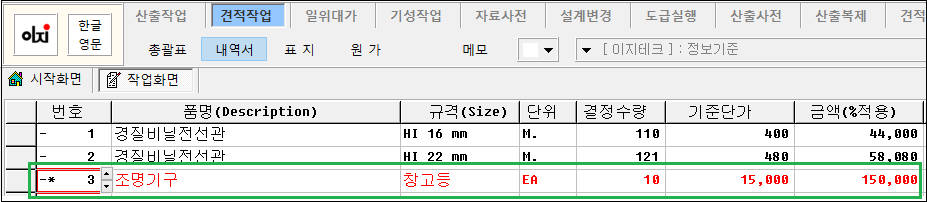 산출작업 견적작업 일위대가 기성작업 자료사전 설계변경 도급실행 산출사전 산출복제 견적
이지 한글
영문
총괄표 내역서 표 지 원 가 메모 [ 이지테크 ] : 정보기준
시작화면 작업화면
번호 품명(Description) 규격(Size) 단위 결정수량 기준단가 금액(%적용)
- 1 경질비닐전선관 HI 16 mm M. 110 400 44,000
- 2 경질비닐전선관 HI 22 mm M. 121 480 58,080
-* 3 조명기구 창고등 EA 10 15,000 150,000